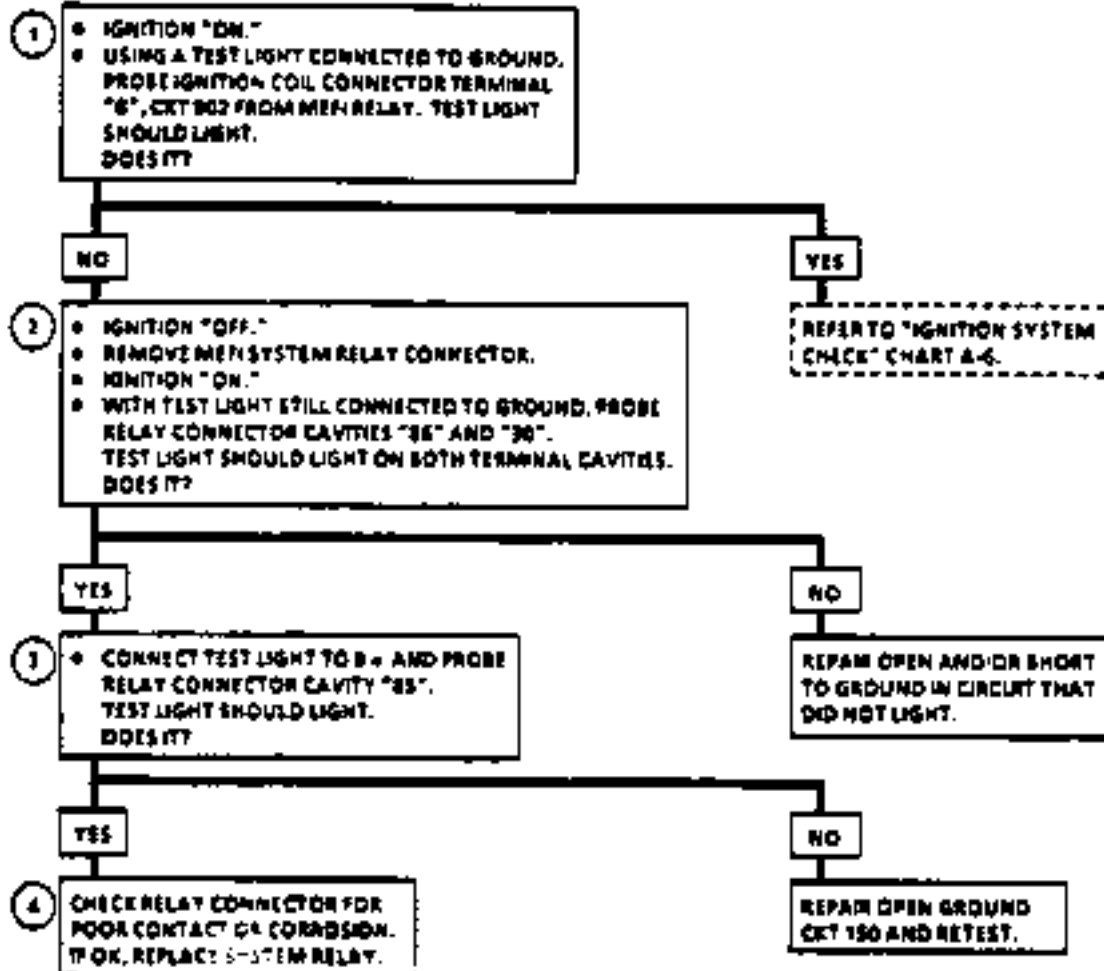 1
• IGNITION "ON."
• USING A TEST LIGHT CONNECTED TO GROUND,
PROBE IGNITION COIL CONNECTOR TERMINAL
"B", CKT 902 FROM MEFI RELAY. TEST LIGHT
SHOULD LIGHT.
DOES IT?
NO
YES
2
• IGNITION "OFF."
• REMOVE MEFI SYSTEM RELAY CONNECTOR.
• IGNITION "ON."
• WITH TEST LIGHT STILL CONNECTED TO GROUND, PROBE
RELAY CONNECTOR CAVITIES "86" AND "30".
TEST LIGHT SHOULD LIGHT ON BOTH TERMINAL CAVITIES.
DOES IT?
REFER TO "IGNITION SYSTEM
CHECK" CHART A-6.
YES
NO
3
• CONNECT TEST LIGHT TO B+ AND PROBE
RELAY CONNECTOR CAVITY "85".
TEST LIGHT SHOULD LIGHT.
DOES IT?
REPAIR OPEN AND/OR SHORT
TO GROUND IN CIRCUIT THAT
DID NOT LIGHT.
YES
NO
4
CHECK RELAY CONNECTOR FOR
POOR CONTACT OR CORROSION.
IF OK, REPLACE SYSTEM RELAY.
REPAIR OPEN GROUND
CKT 150 AND RETEST.